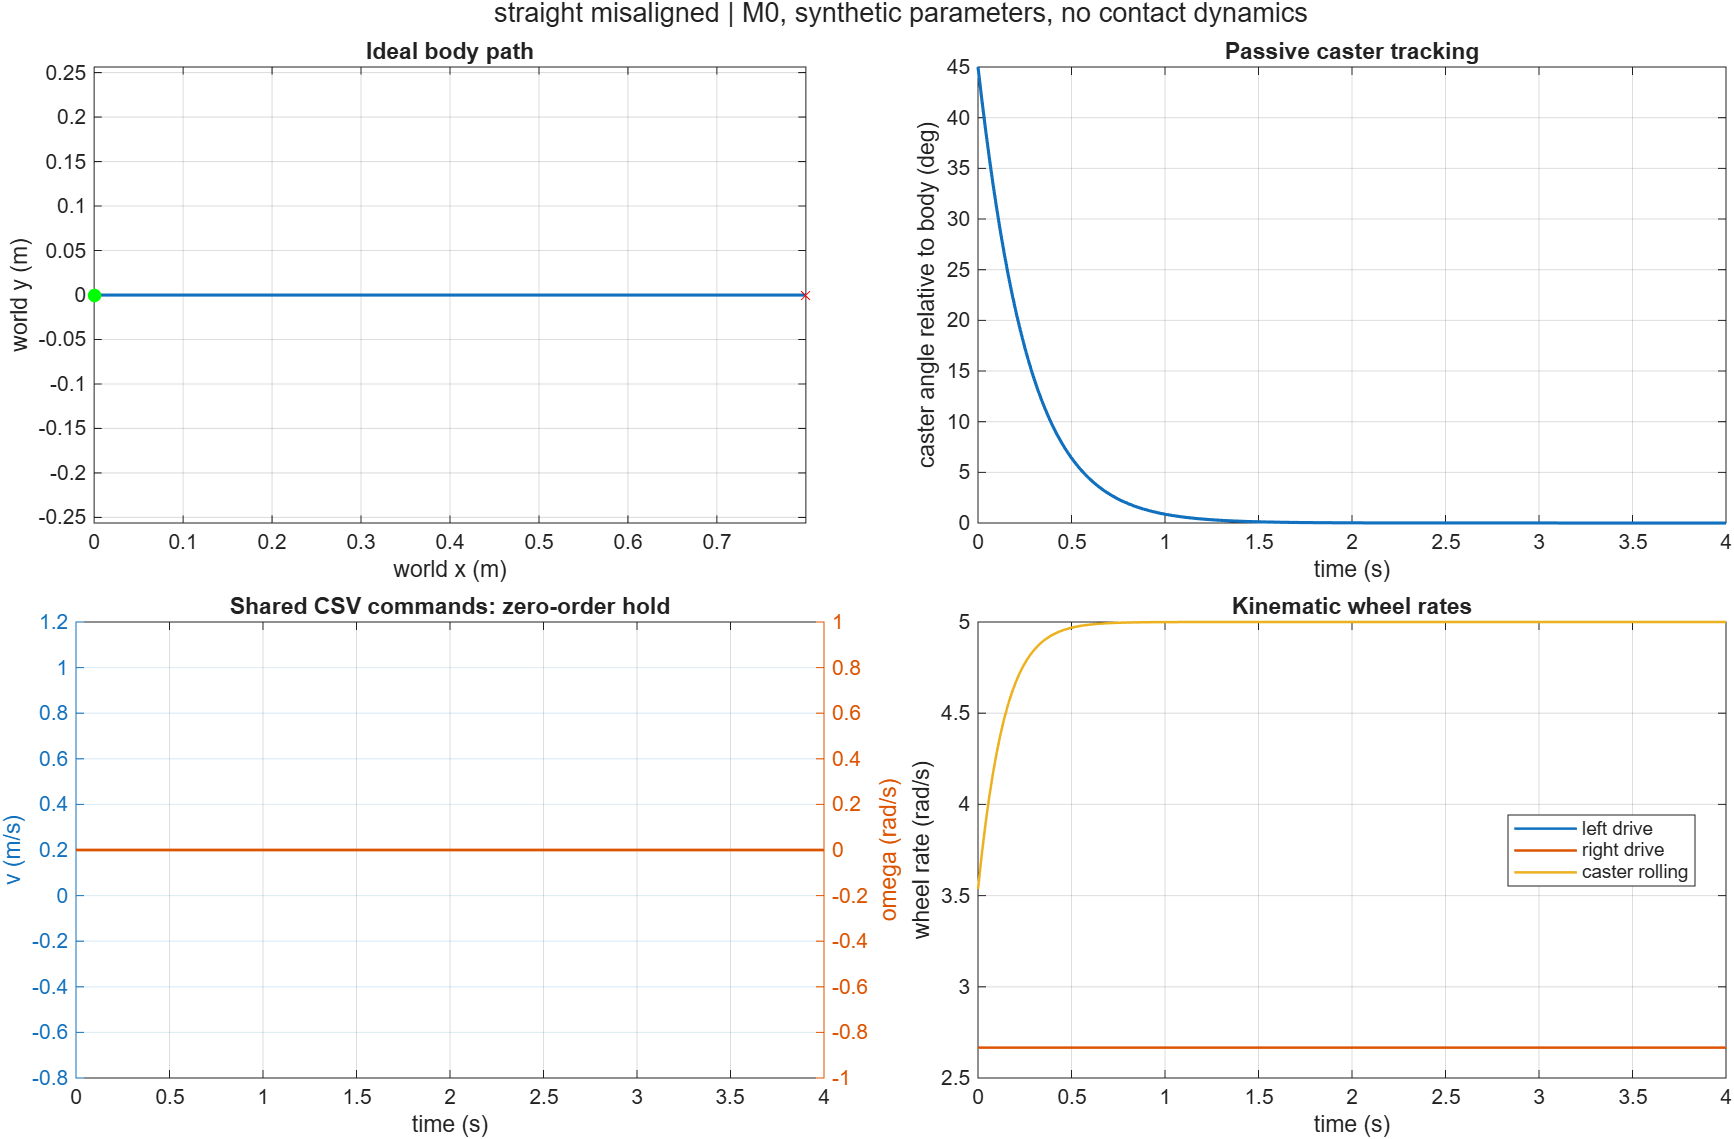 straight misaligned | M0, synthetic parameters, no contact dynamics
Ideal body path
0.25
0.2
0.15
0.1
0.05
0
-0.05
-0.1
-0.15
-0.2
-0.25
world y (m)
0 0.1 0.2 0.3 0.4 0.5 0.6 0.7
world x (m)
Passive caster tracking
45
40
35
30
25
20
15
10
5
0
caster angle relative to body (deg)
0 0.5 1 1.5 2 2.5 3 3.5 4
time (s)
Shared CSV commands: zero-order hold
1.2
1
0.8
0.6
0.4
0.2
0
-0.2
-0.4
-0.6
-0.8
v (m/s)
1
0.8
0.6
0.4
0.2
0
-0.2
-0.4
-0.6
-0.8
-1
omega (rad/s)
0 0.5 1 1.5 2 2.5 3 3.5 4
time (s)
Kinematic wheel rates
5
4.5
4
3.5
3
2.5
wheel rate (rad/s)
left drive
right drive
caster rolling
0 0.5 1 1.5 2 2.5 3 3.5 4
time (s)